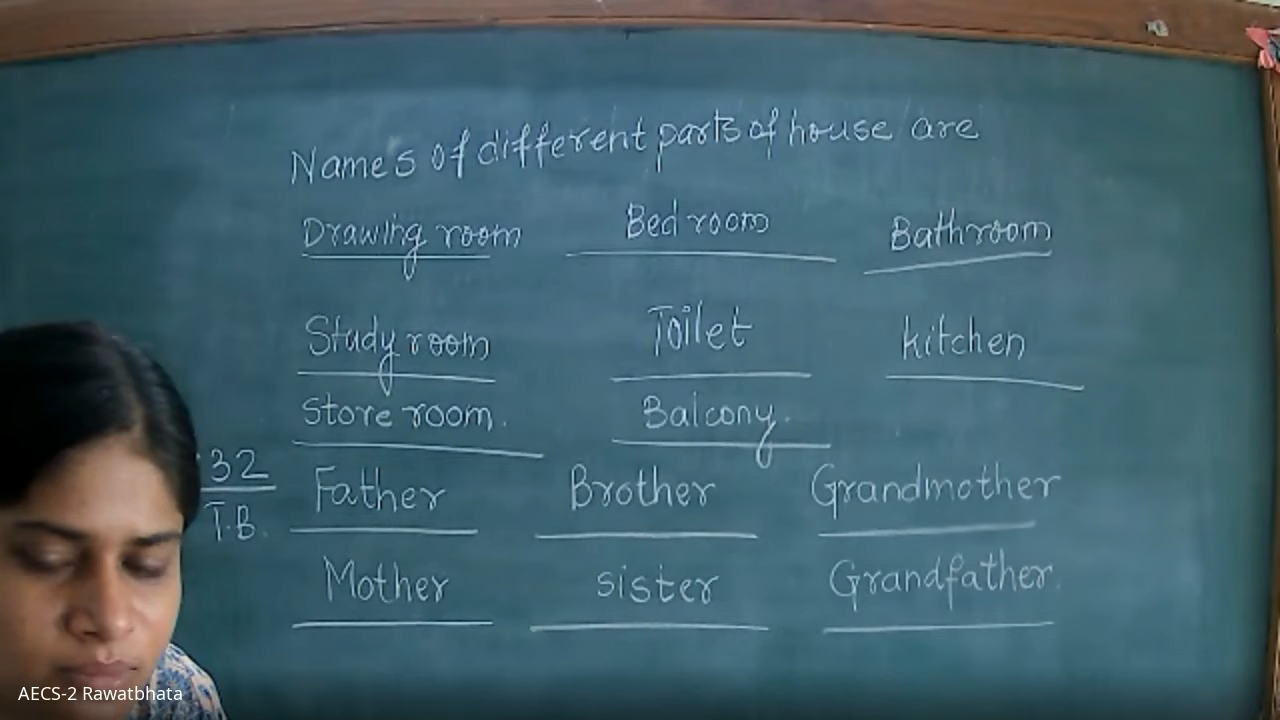 Names of different parts of house are
Drawing room Bed room Bathroom
Study room Toilet kitchen
Store room. Balcony.
32
T.B.
Father Brother Grandmother
Mother sister Grandfather.
AECS-2 Rawatbhata